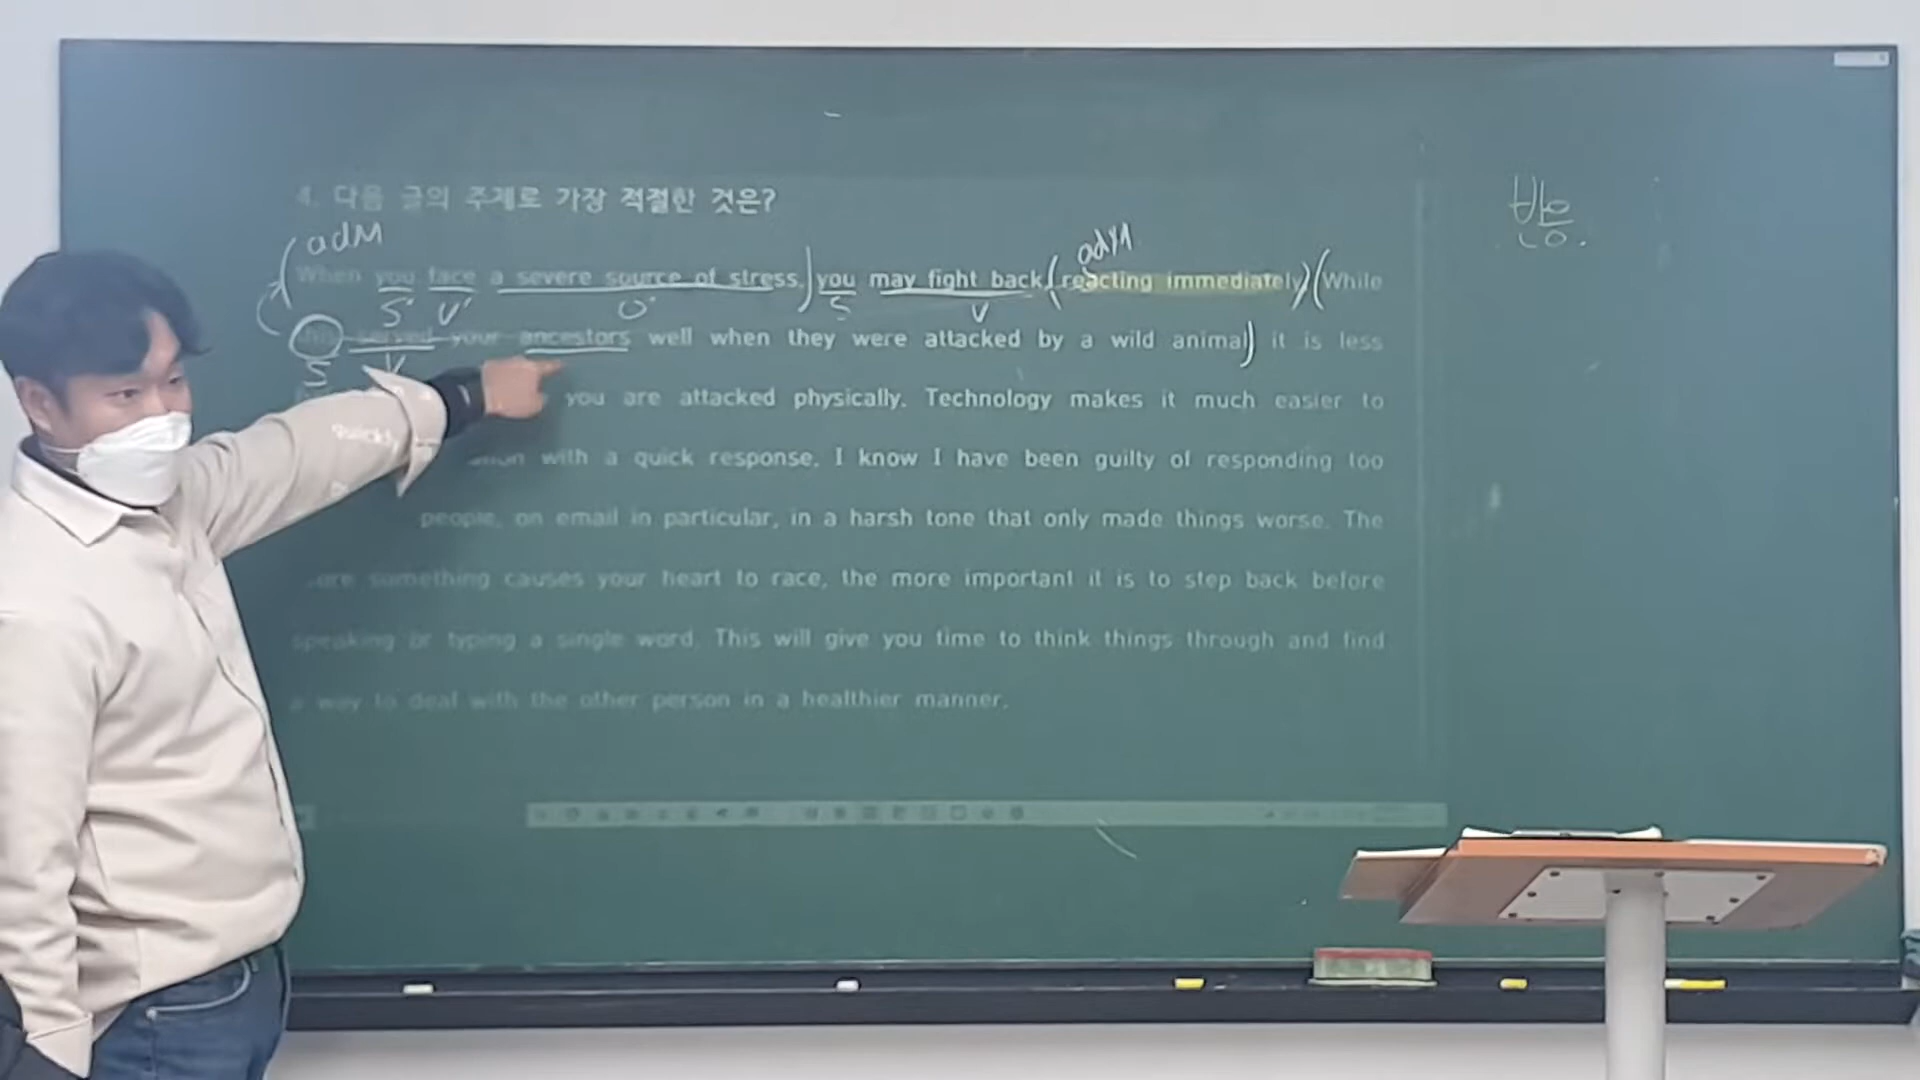 4. 다음 글의 주제로 가장 적절한 것은?
adM
adM
When you face a severe source of stress, you may fight back, reacting immediately. While
S' V' O' S V
this served your ancestors well when they were attacked by a wild animal, it is less
S V
you are attacked physically. Technology makes it much easier to
with a quick response. I know I have been guilty of responding too
quickly
people, on email in particular, in a harsh tone that only made things worse. The
more something causes your heart to race, the more important it is to step back before
speaking or typing a single word. This will give you time to think things through and find
a way to deal with the other person in a healthier manner.